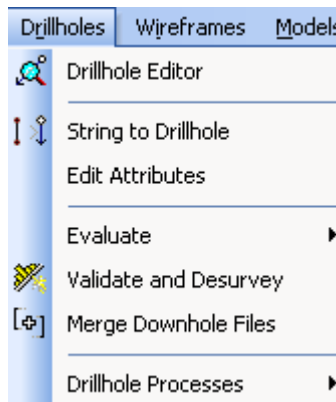 Drillholes Wireframes Models
Drillhole Editor
String to Drillhole
Edit Attributes
Evaluate
Validate and Desurvey
Merge Downhole Files
Drillhole Processes